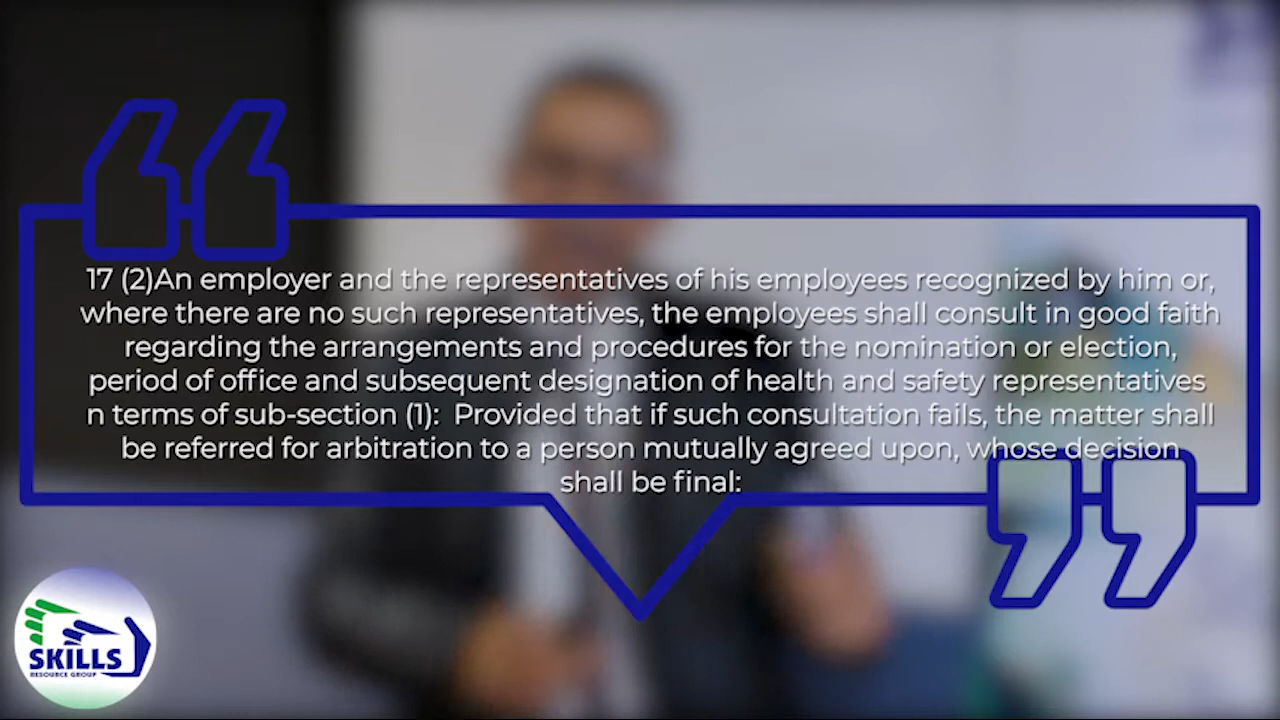 17 (2)An employer and the representatives of his employees recognized by him or,
where there are no such representatives, the employees shall consult in good faith
regarding the arrangements and procedures for the nomination or election,
period of office and subsequent designation of health and safety representatives
n terms of sub-section (1):  Provided that if such consultation fails, the matter shall
be referred for arbitration to a person mutually agreed upon, whose decision
shall be final:
SKILLS
RESOURCE GROUP